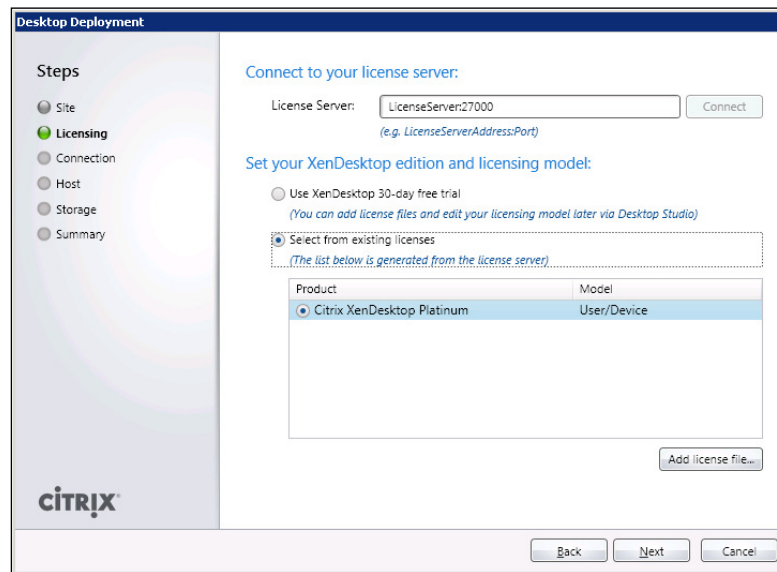 Desktop Deployment
Steps
Site
Licensing
Connection
Host
Storage
Summary
CITRIX
Connect to your license server:
License Server: LicenseServer:27000 Connect
(e.g. LicenseServerAddress:Port)
Set your XenDesktop edition and licensing model:
Use XenDesktop 30-day free trial
(You can add license files and edit your licensing model later via Desktop Studio)
Select from existing licenses
(The list below is generated from the license server)
Product Model
Citrix XenDesktop Platinum User/Device
Add license file...
Back Next Cancel